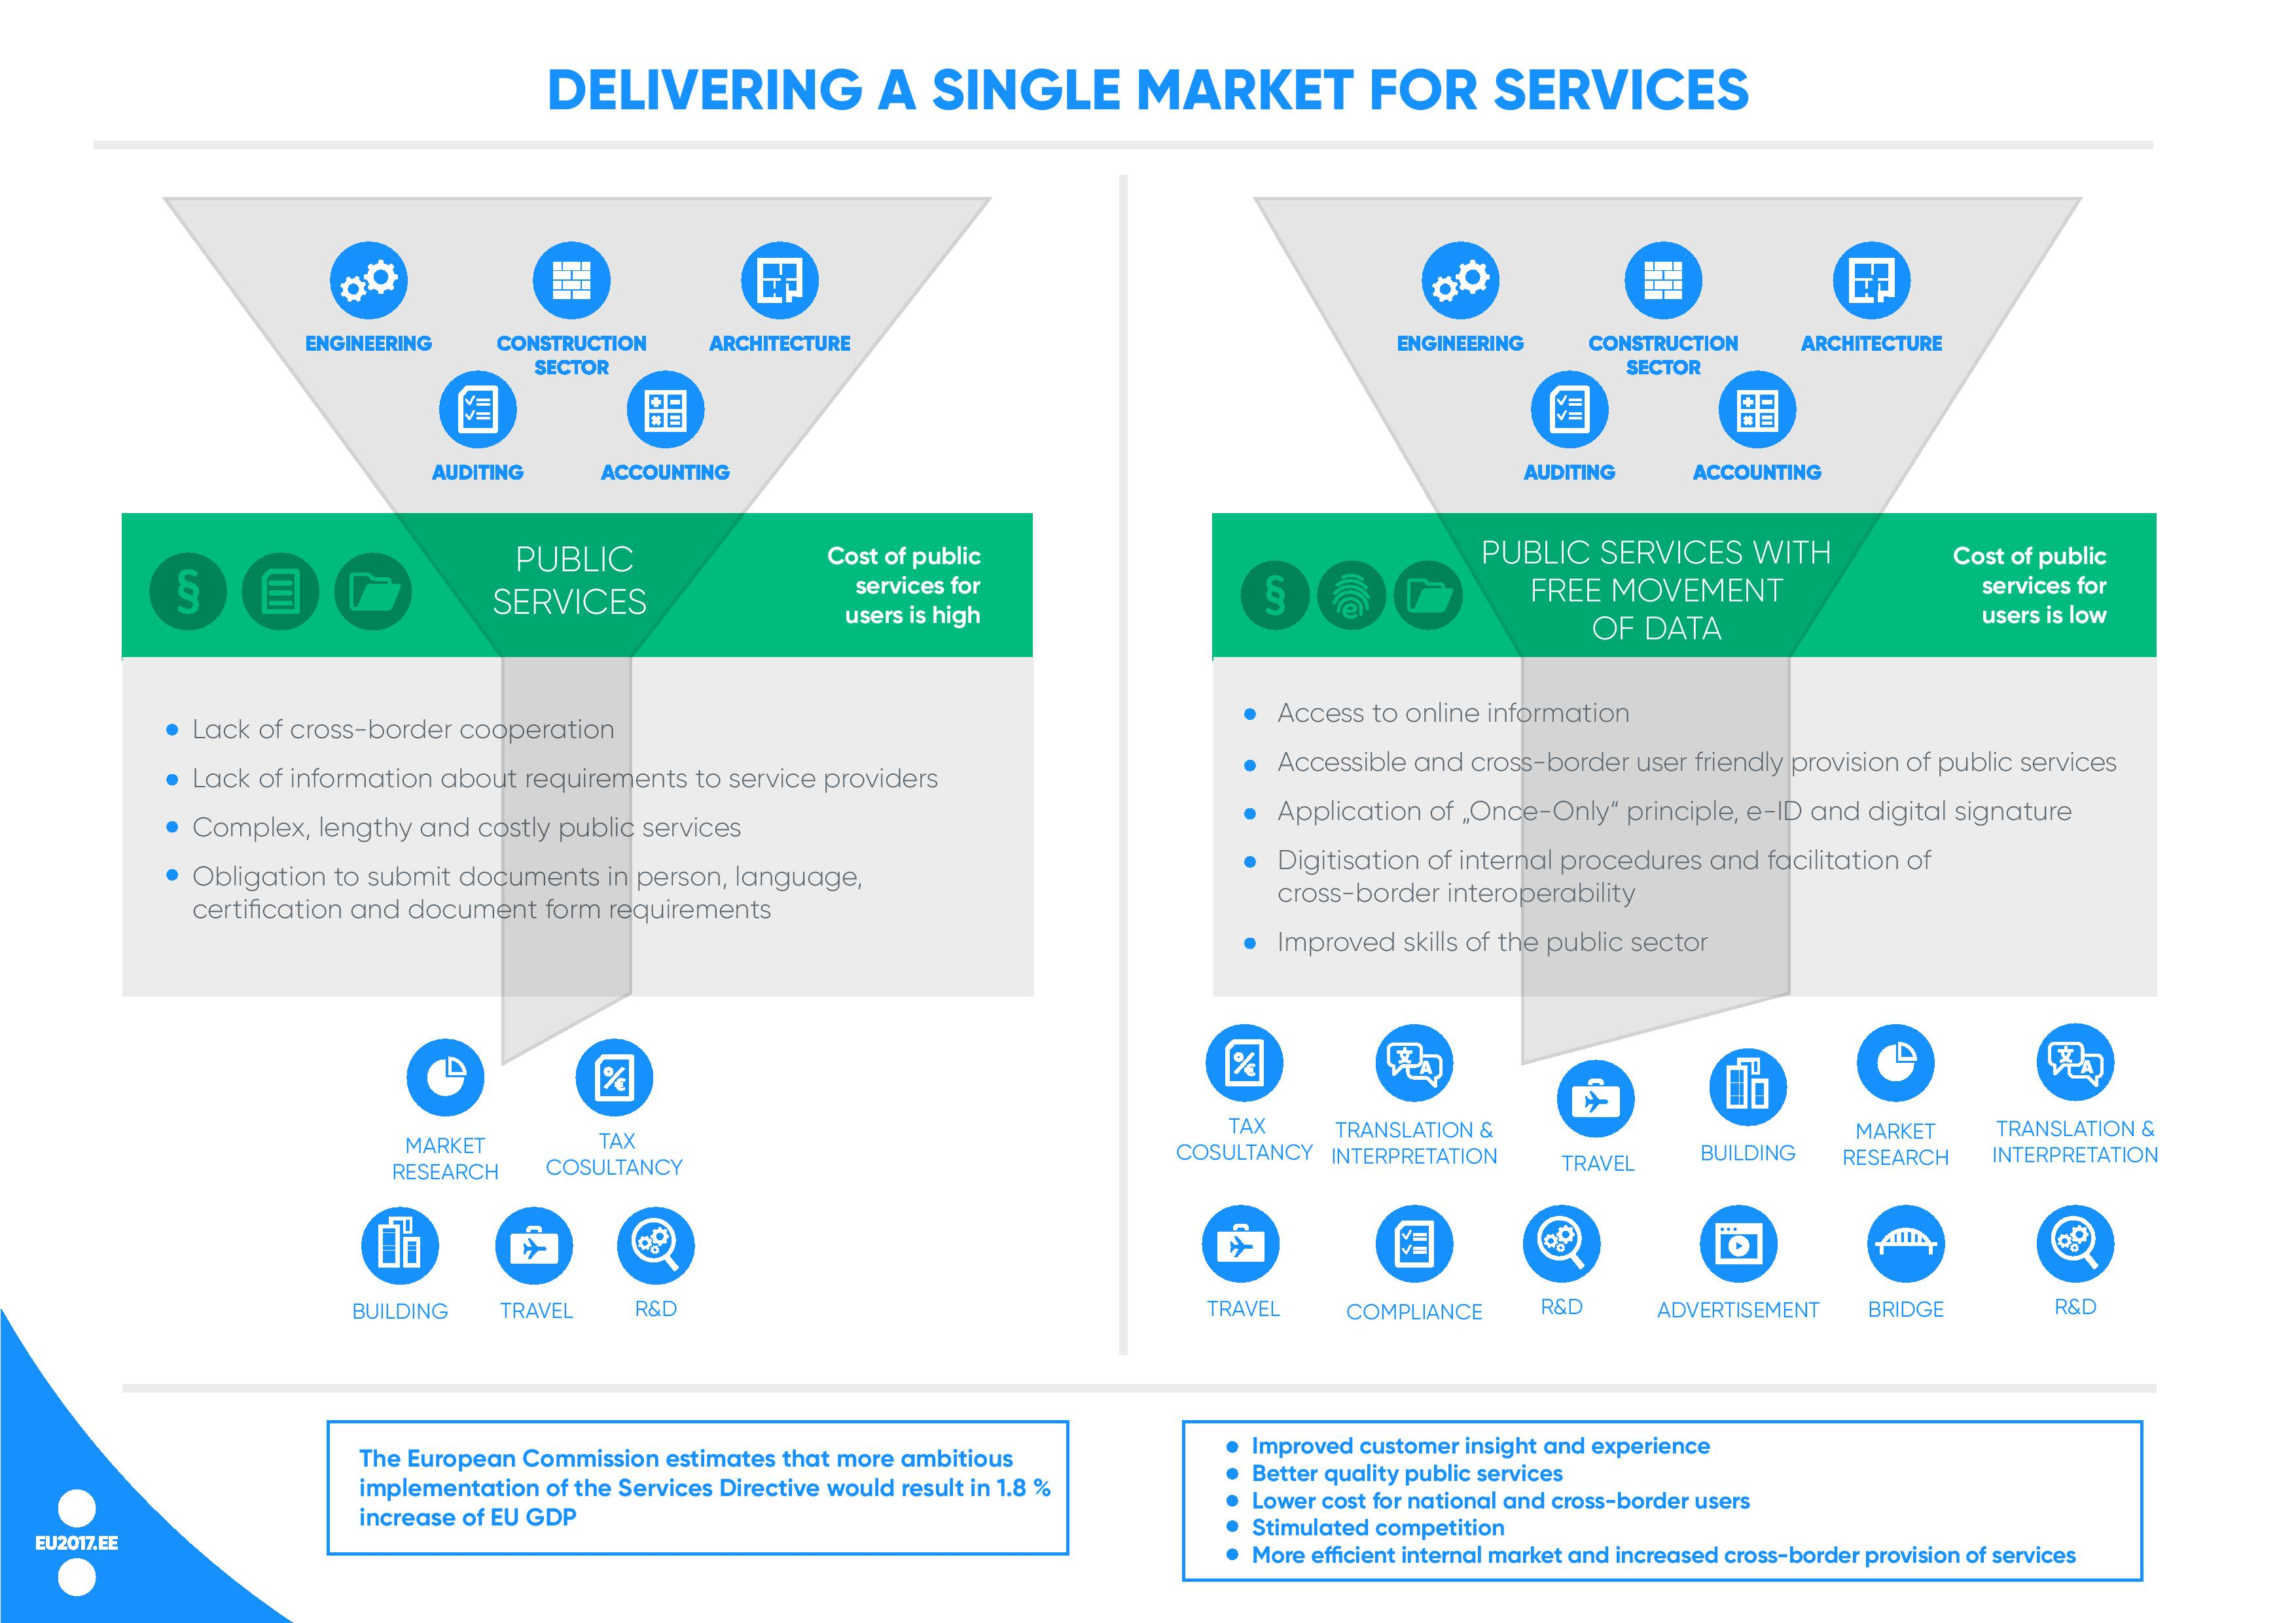 DELIVERING A SINGLE MARKET FOR SERVICES
ENGINEERING
CONSTRUCTION
SECTOR
ARCHITECTURE
AUDITING
ACCOUNTING
§
PUBLIC
SERVICES
Cost of public
services for
users is high
Lack of cross-border cooperation
Lack of information about requirements to service providers
Complex, lengthy and costly public services
Obligation to submit documents in person, language,
certification and document form requirements
MARKET
RESEARCH
%
€
TAX
COSULTANCY
BUILDING
TRAVEL
R&D
ENGINEERING
CONSTRUCTION
SECTOR
ARCHITECTURE
AUDITING
ACCOUNTING
§
e
PUBLIC SERVICES WITH
FREE MOVEMENT
OF DATA
Cost of public
services for
users is low
Access to online information
Accessible and cross-border user friendly provision of public services
Application of „Once-Only“ principle, e-ID and digital signature
Digitisation of internal procedures and facilitation of
cross-border interoperability
Improved skills of the public sector
%
€
TAX
COSULTANCY
文
A
TRANSLATION &
INTERPRETATION
TRAVEL
BUILDING
MARKET
RESEARCH
文
A
TRANSLATION &
INTERPRETATION
TRAVEL
COMPLIANCE
R&D
ADVERTISEMENT
BRIDGE
R&D
The European Commission estimates that more ambitious
implementation of the Services Directive would result in 1.8 %
increase of EU GDP
Improved customer insight and experience
Better quality public services
Lower cost for national and cross-border users
Stimulated competition
More efficient internal market and increased cross-border provision of services
EU2017.EE